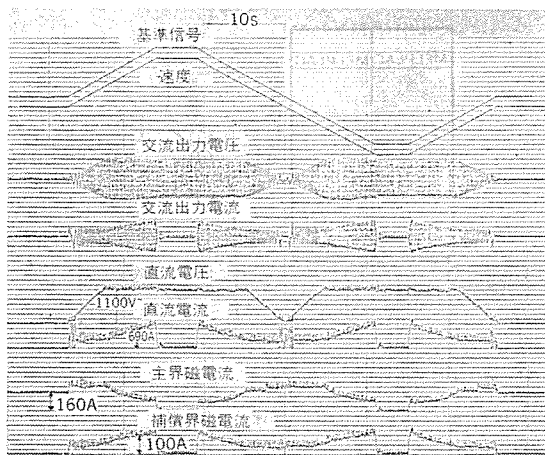 10s
基準信号
速度
交流出力電圧
交流出力電流
直流電圧
1100V
直流電流
690A
主界磁電流
160A
補償界磁電流
100A